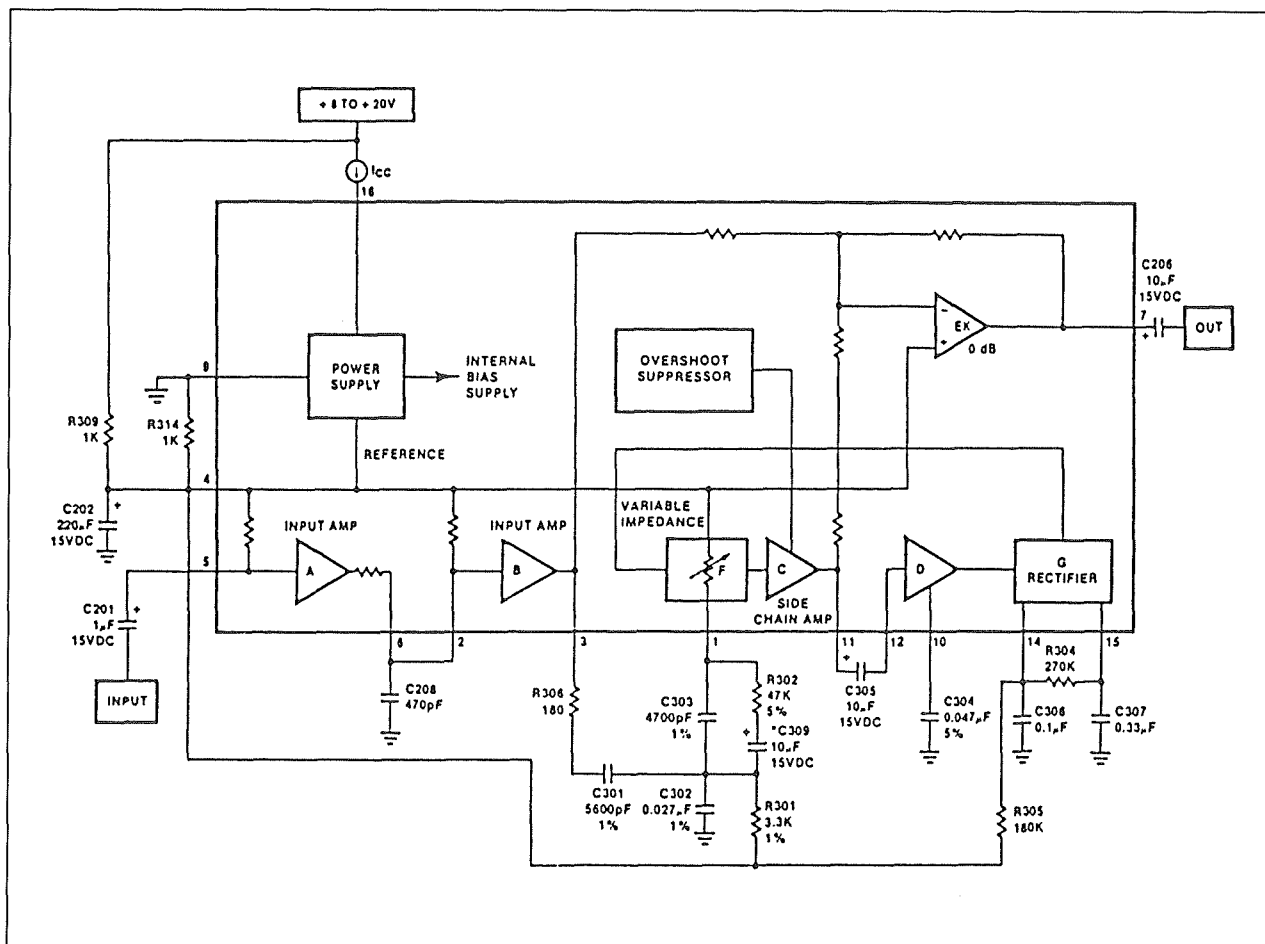 + 8 TO + 20V
ICC
16
C206
10µF
15VDC
7
+
OUT
−
EX
+
0 dB
POWER
SUPPLY
INTERNAL
BIAS
SUPPLY
OVERSHOOT
SUPPRESSOR
9
R309
1K
R314
1K
REFERENCE
4
C202
220µF
15VDC
+
VARIABLE
IMPEDANCE
INPUT AMP
INPUT AMP
A
B
F
C
D
G
RECTIFIER
5
C201
1µF
15VDC
+
SIDE
CHAIN AMP
6
2
3
1
11
12
10
14
15
INPUT
C208
470pF
R306
180
C303
4700pF
1%
R302
47K
5%
+
*C309
10µF
15VDC
+
C305
10µF
15VDC
C304
0.047µF
5%
R304
270K
C306
0.1µF
C307
0.33µF
C301
5600pF
1%
C302
0.027µF
1%
R301
3.3K
1%
R305
180K